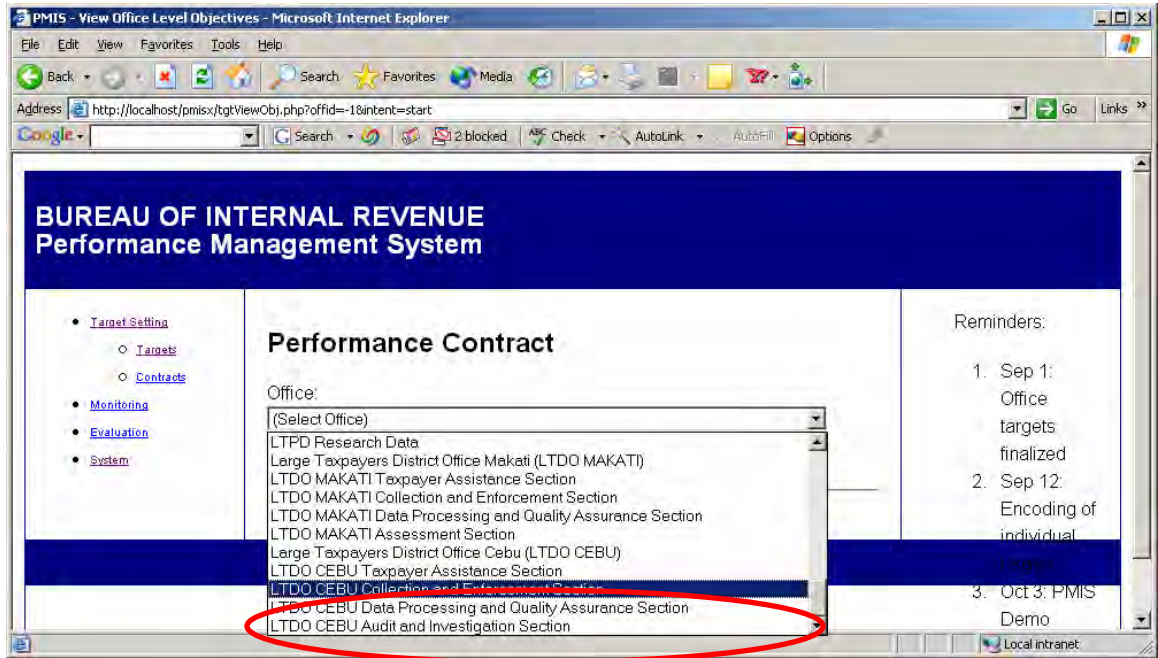 PMIS - View Office Level Objectives - Microsoft Internet Explorer
File Edit View Favorites Tools Help
Back Search Favorites Media
Address http://localhost/pmisx/tgtViewObj.php?offid=-1&intent=start Go Links »
Google Search 2 blocked ABC Check AutoLink AutoFill Options
BUREAU OF INTERNAL REVENUE
Performance Management System
Target Setting
Targets
Contracts
Monitoring
Evaluation
System
Performance Contract
Office:
(Select Office)
LTPD Research Data
Large Taxpayers District Office Makati (LTDO MAKATI)
LTDO MAKATI Taxpayer Assistance Section
LTDO MAKATI Collection and Enforcement Section
LTDO MAKATI Data Processing and Quality Assurance Section
LTDO MAKATI Assessment Section
Large Taxpayers District Office Cebu (LTDO CEBU)
LTDO CEBU Taxpayer Assistance Section
LTDO CEBU Collection and Enforcement Section
LTDO CEBU Data Processing and Quality Assurance Section
LTDO CEBU Audit and Investigation Section
Reminders:
1. Sep 1:
Office
targets
finalized
2. Sep 12:
Encoding of
individual
3. Oct 3: PMIS
Demo
Local intranet